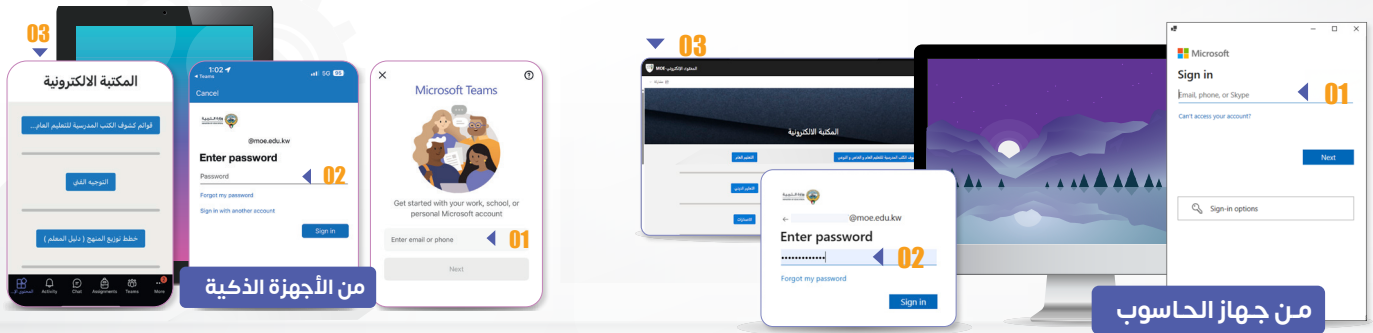 Microsoft
Sign in
Email, phone, or Skype
01
Can't access your account?
Next
Sign-in options
@moe.edu.kw
Enter password
02
Forgot my password
Sign in
من جهاز الحاسوب
03
MOE
المكتبة الالكترونية
التعليم العام
التعليم الديني
Microsoft Teams
Get started with your work, school, or
personal Microsoft account
Enter email or phone
01
Next
1:02
Teams
5G
Cancel
@moe.edu.kw
Enter password
Password
02
Forgot my password
Sign in with another account
Sign in
من الأجهزة الذكية
03
المكتبة الالكترونية
قوائم كشوف الكتب المدرسية للتعليم العام...
التوجيه الفني
خطط توزيع المنهج ( دليل المعلم )
Activity
Chat
Assignments
Teams
More